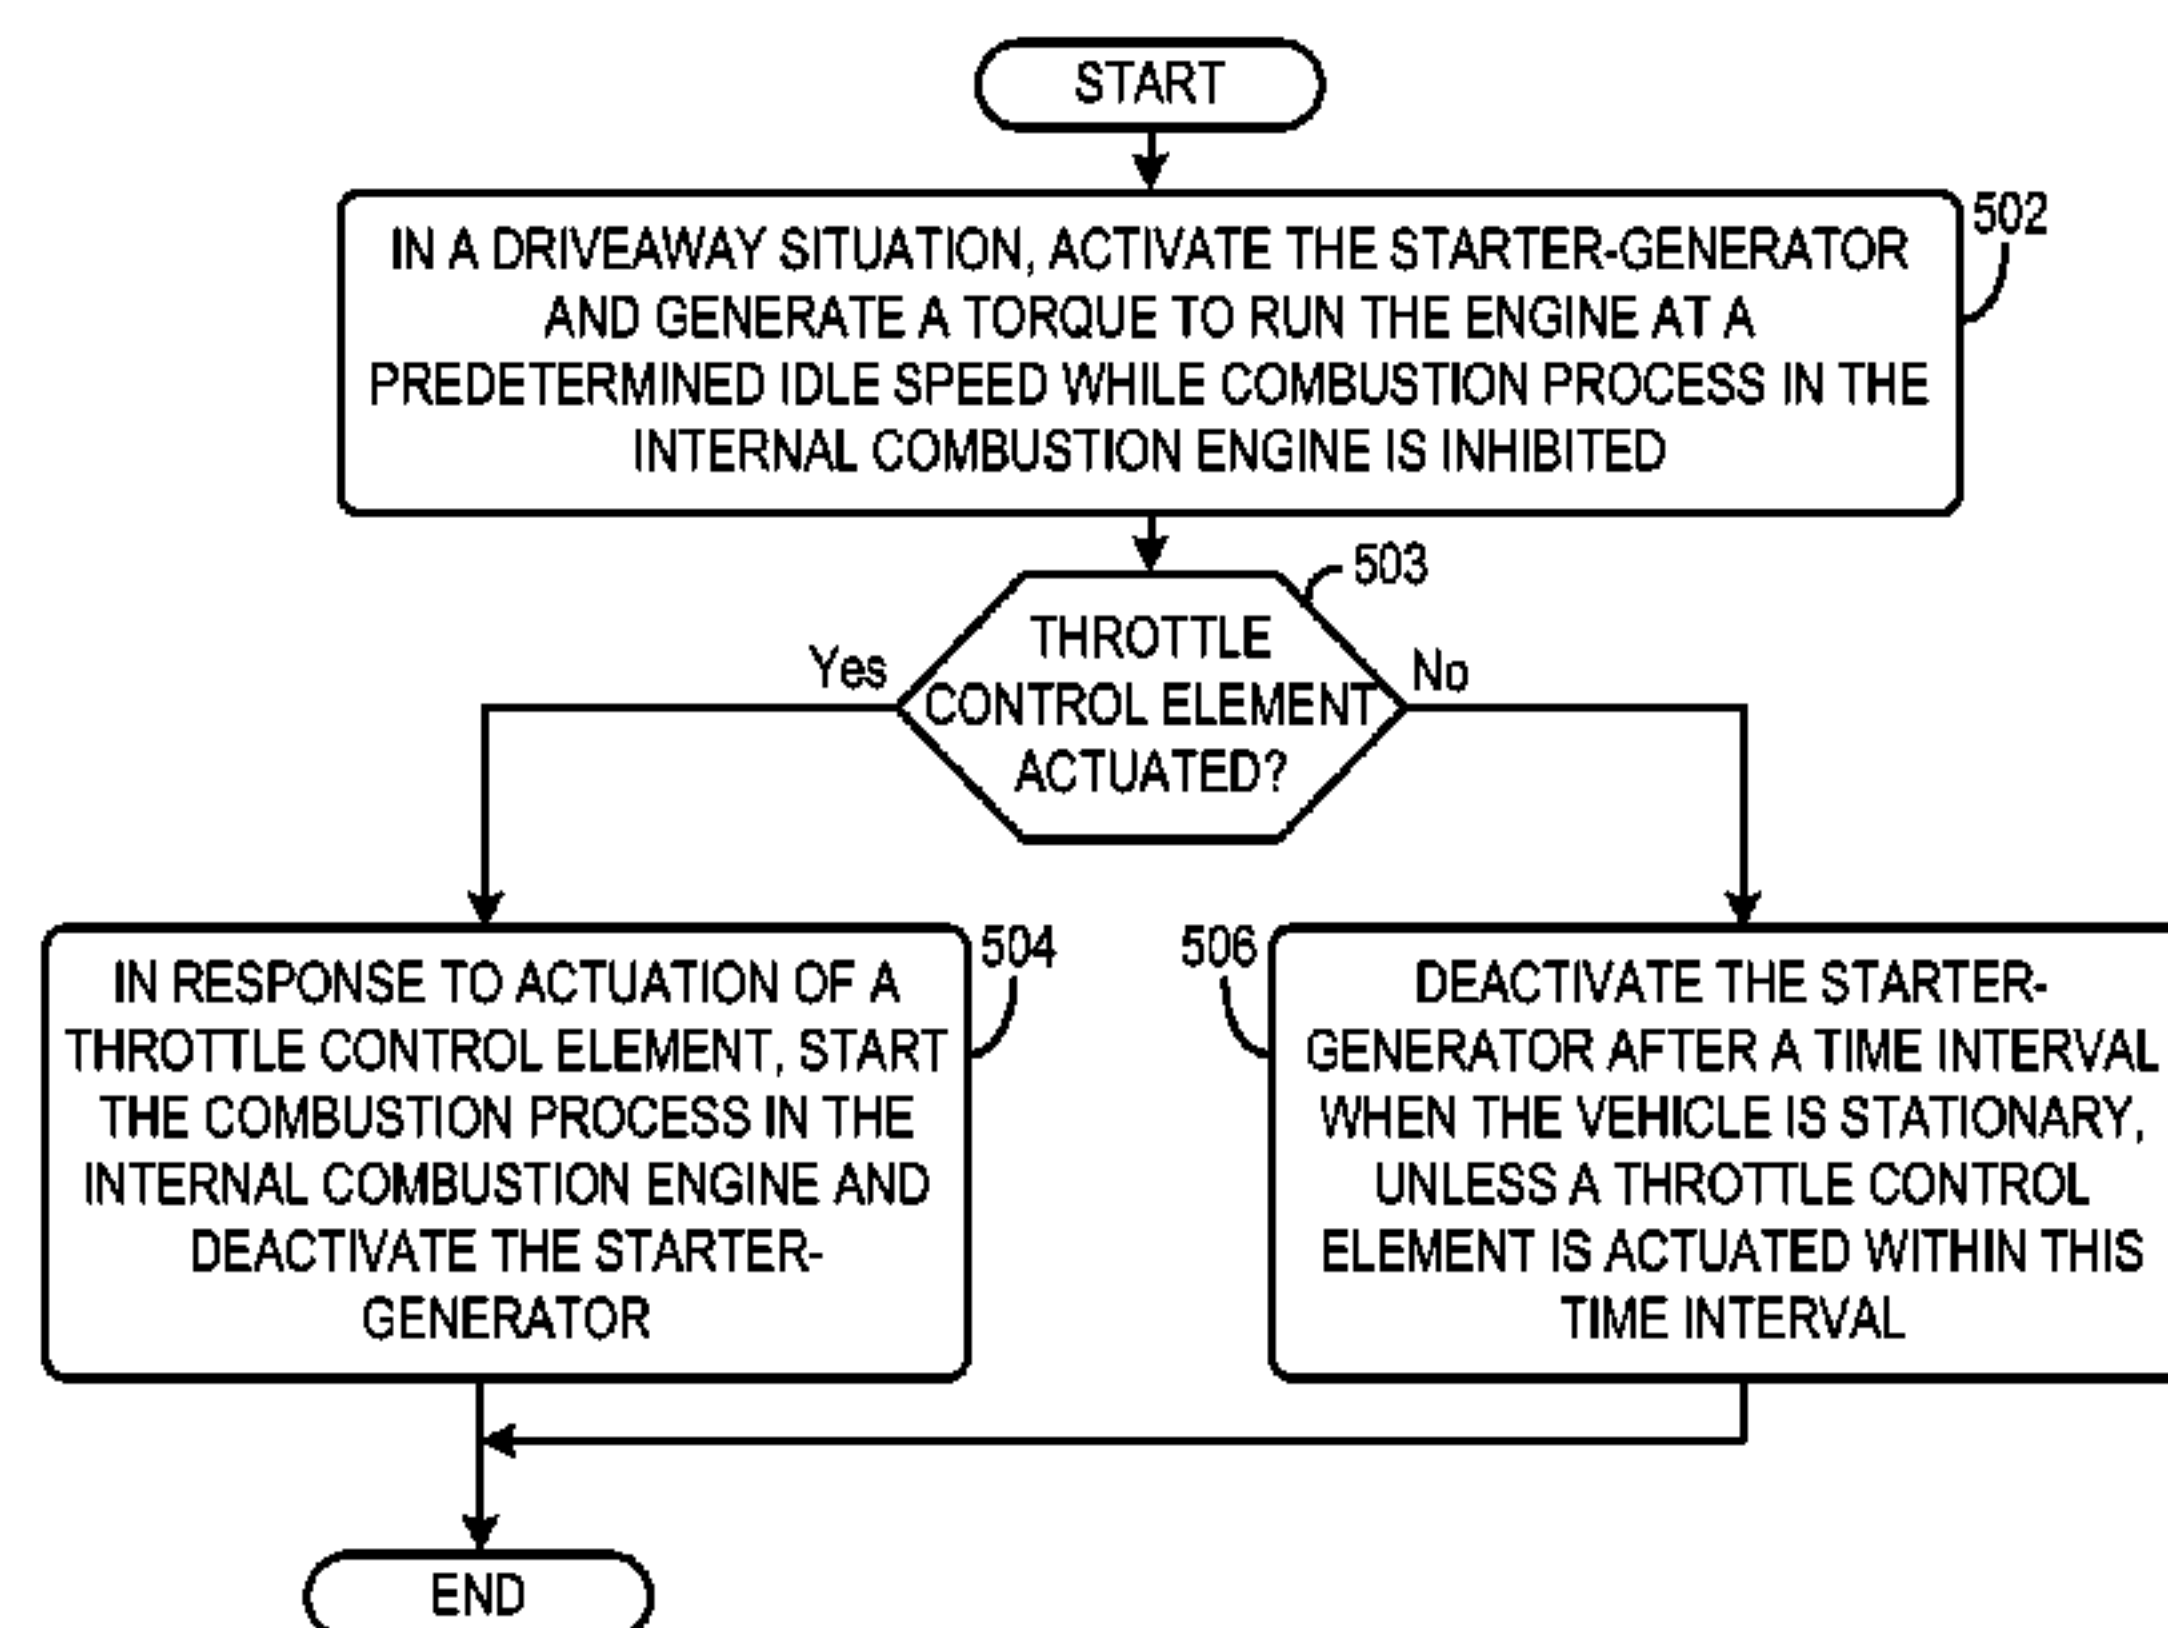 START
502
IN A DRIVEAWAY SITUATION, ACTIVATE THE STARTER-GENERATOR
AND GENERATE A TORQUE TO RUN THE ENGINE AT A
PREDETERMINED IDLE SPEED WHILE COMBUSTION PROCESS IN THE
INTERNAL COMBUSTION ENGINE IS INHIBITED
503
THROTTLE
CONTROL ELEMENT
ACTUATED?
Yes
No
504
IN RESPONSE TO ACTUATION OF A
THROTTLE CONTROL ELEMENT, START
THE COMBUSTION PROCESS IN THE
INTERNAL COMBUSTION ENGINE AND
DEACTIVATE THE STARTER-
GENERATOR
506
DEACTIVATE THE STARTER-
GENERATOR AFTER A TIME INTERVAL
WHEN THE VEHICLE IS STATIONARY,
UNLESS A THROTTLE CONTROL
ELEMENT IS ACTUATED WITHIN THIS
TIME INTERVAL
END